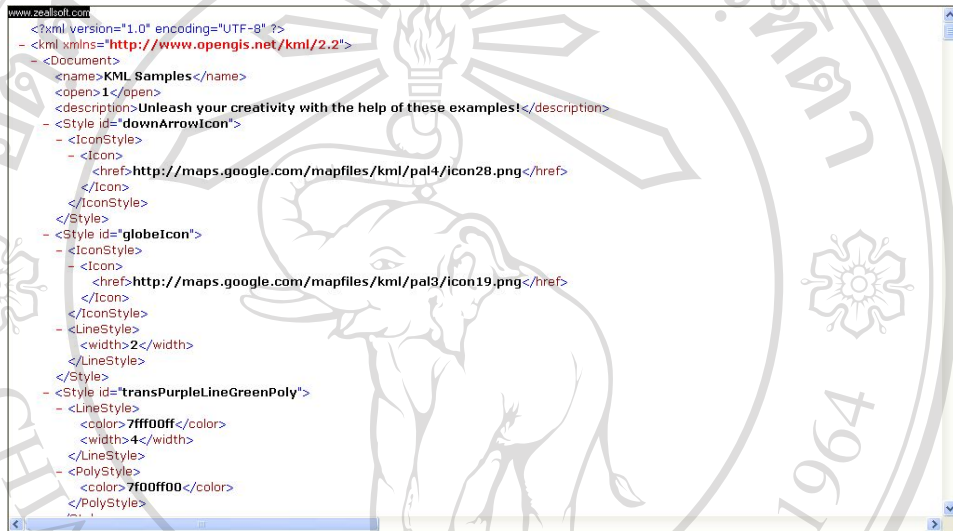 www.zeallsoft.com
<?xml version="1.0" encoding="UTF-8" ?>
- <kml xmlns="http://www.opengis.net/kml/2.2">
- <Document>
<name>KML Samples</name>
<open>1</open>
<description>Unleash your creativity with the help of these examples!</description>
- <Style id="downArrowIcon">
- <IconStyle>
- <Icon>
<href>http://maps.google.com/mapfiles/kml/pal4/icon28.png</href>
</Icon>
</IconStyle>
</Style>
- <Style id="globeIcon">
- <IconStyle>
- <Icon>
<href>http://maps.google.com/mapfiles/kml/pal3/icon19.png</href>
</Icon>
</IconStyle>
- <LineStyle>
<width>2</width>
</LineStyle>
</Style>
- <Style id="transPurpleLineGreenPoly">
- <LineStyle>
<color>7fff00ff</color>
<width>4</width>
</LineStyle>
- <PolyStyle>
<color>7f00ff00</color>
</PolyStyle>
1964